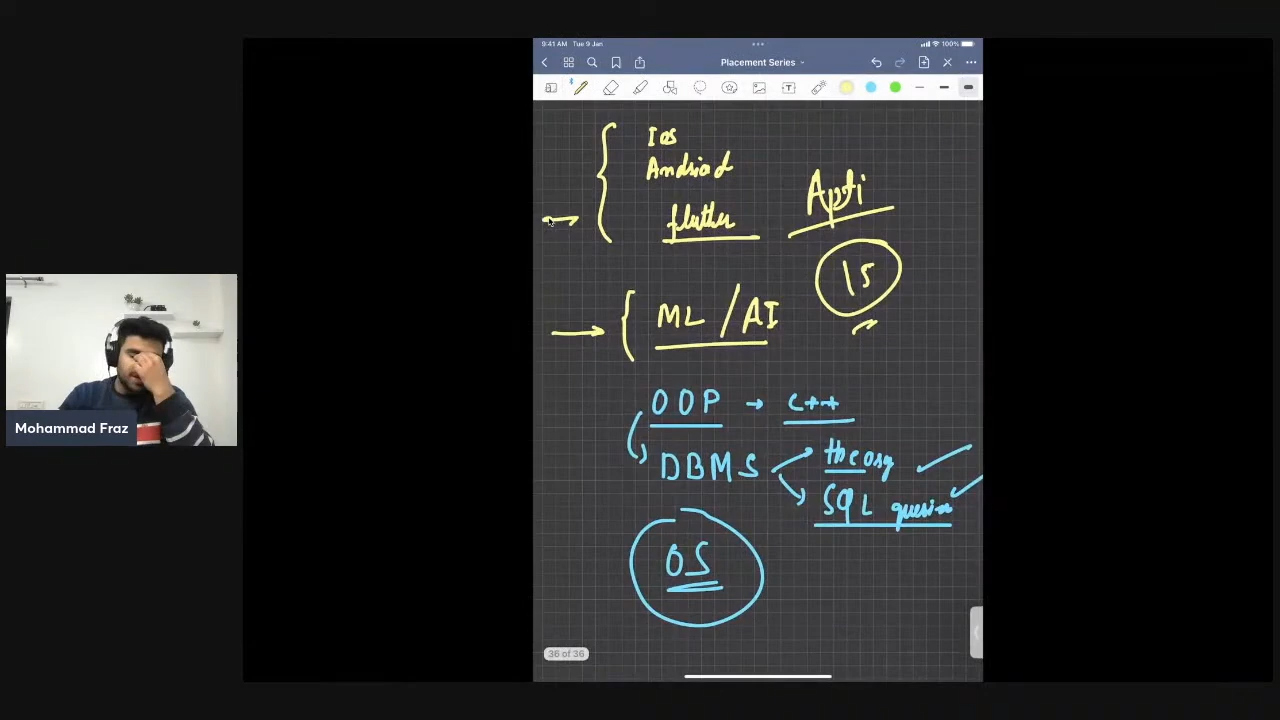 9:41 AM Tue 9 Jan
100%
Placement Series
T
Ios
Android
Apti
flutter
15
ML / AI
OOP → C++
Mohammad Fraz
DBMS
theory
SQL queries
OS
36 of 36